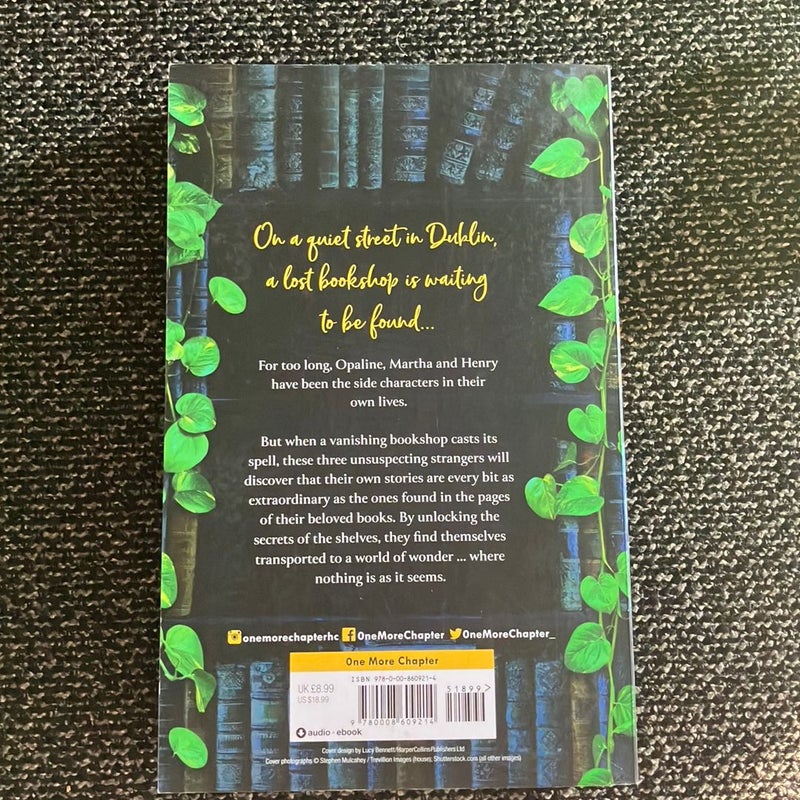 On a quiet street in Dublin,
a lost bookshop is waiting
to be found...
For too long, Opaline, Martha and Henry
have been the side characters in their
own lives.
But when a vanishing bookshop casts its
spell, these three unsuspecting strangers will
discover that their own stories are every bit as
extraordinary as the ones found in the pages
of their beloved books. By unlocking the
secrets of the shelves, they find themselves
transported to a world of wonder ... where
nothing is as it seems.
onemorechapterhc OneMoreChapter OneMoreChapter_
One More Chapter
ISBN 978-0-00-860921-4
UK £8.99
US $18.99
51899>
9 780008 609214
audio + ebook
Cover design by Lucy Bennett/HarperCollinsPublishers Ltd
Cover photographs © Stephen Mulcahey / Trevillion Images (house); Shutterstock.com (all other images)